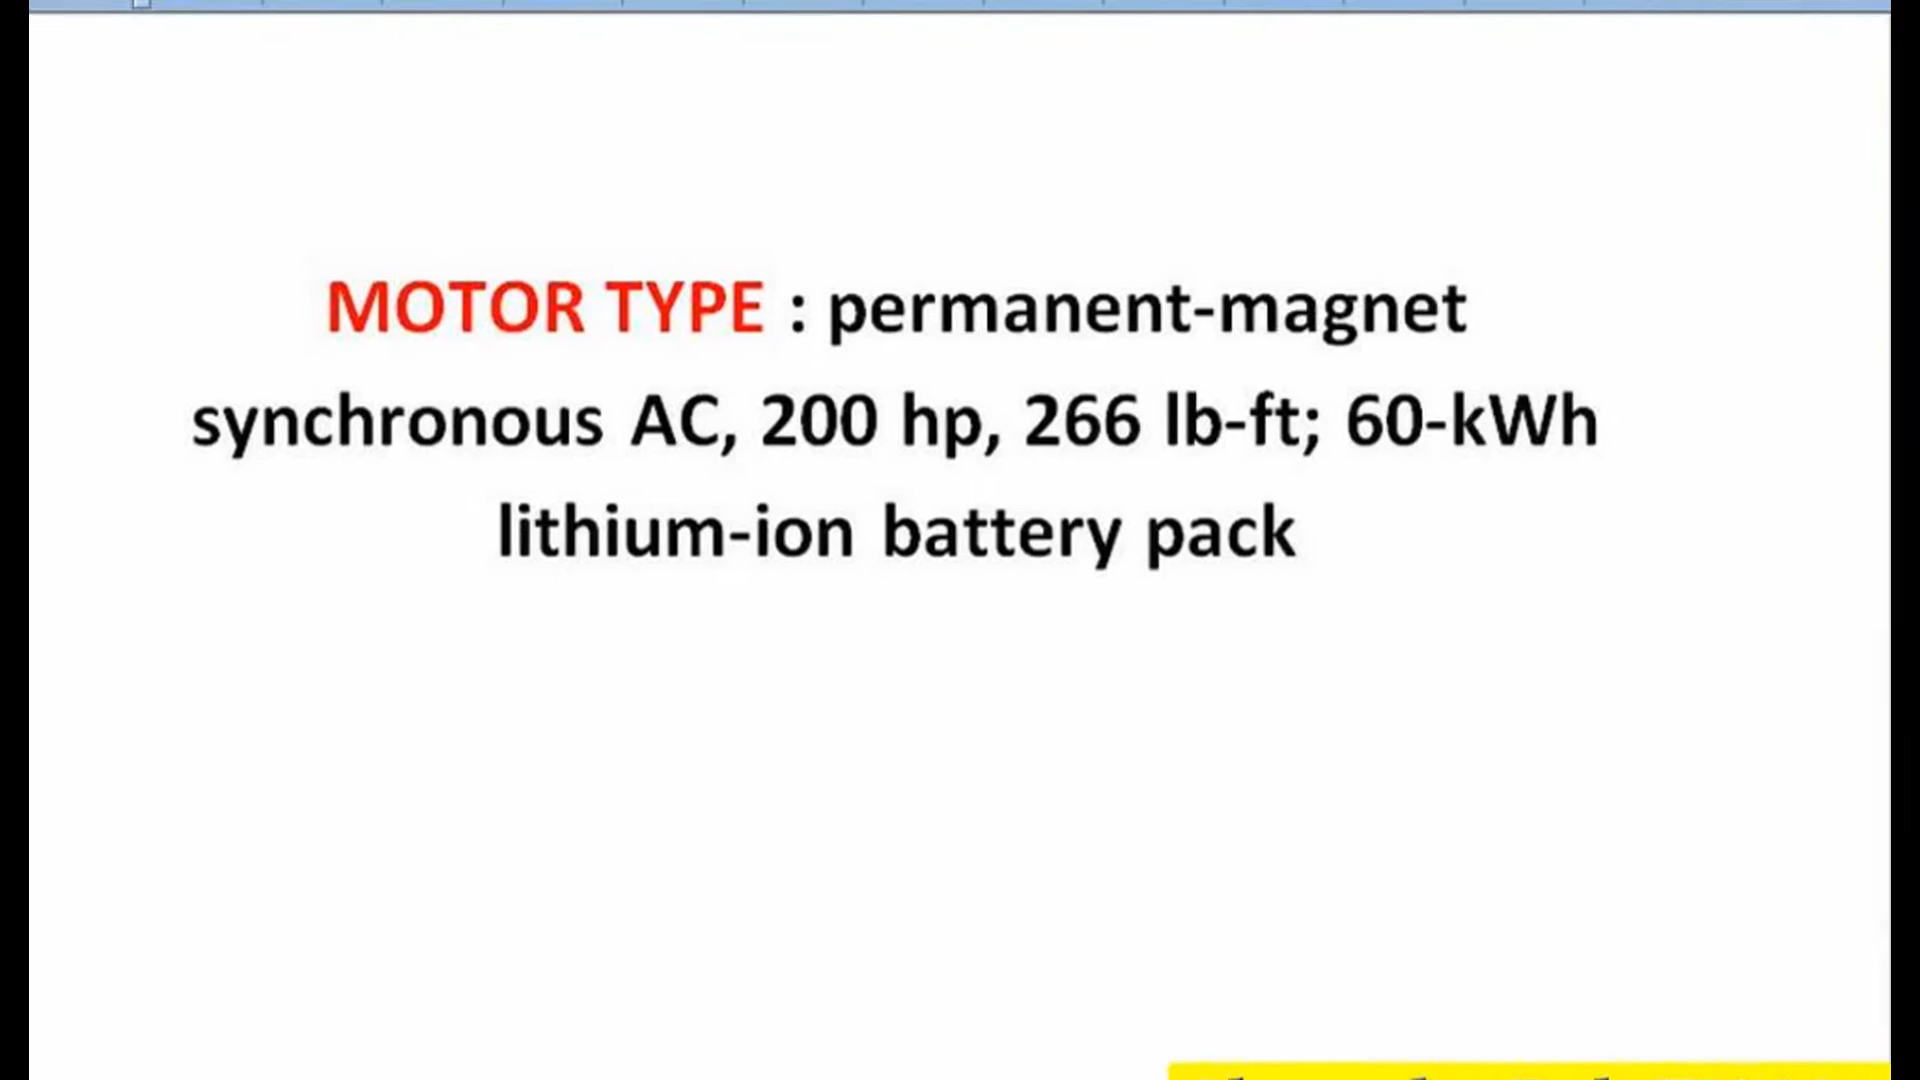 MOTOR TYPE : permanent-magnet
synchronous AC, 200 hp, 266 lb-ft; 60-kWh
lithium-ion battery pack